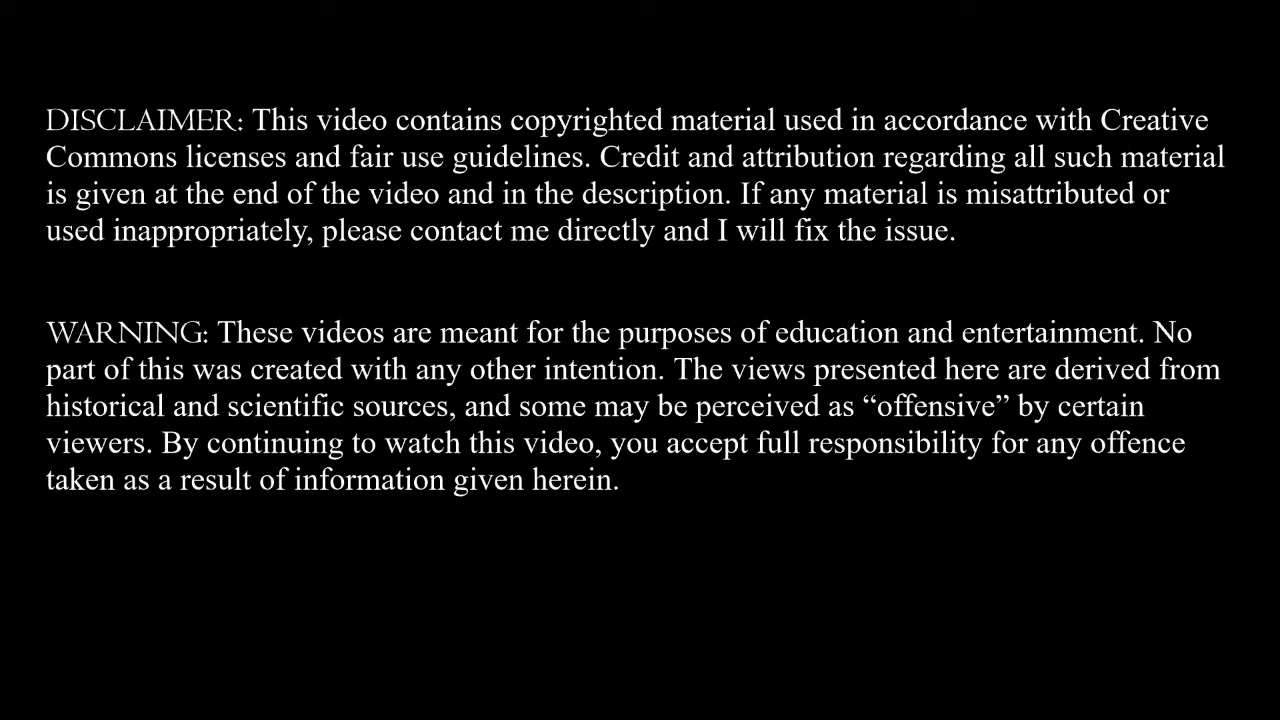 DISCLAIMER: This video contains copyrighted material used in accordance with Creative
Commons licenses and fair use guidelines. Credit and attribution regarding all such material
is given at the end of the video and in the description. If any material is misattributed or
used inappropriately, please contact me directly and I will fix the issue.
WARNING: These videos are meant for the purposes of education and entertainment. No
part of this was created with any other intention. The views presented here are derived from
historical and scientific sources, and some may be perceived as “offensive” by certain
viewers. By continuing to watch this video, you accept full responsibility for any offence
taken as a result of information given herein.